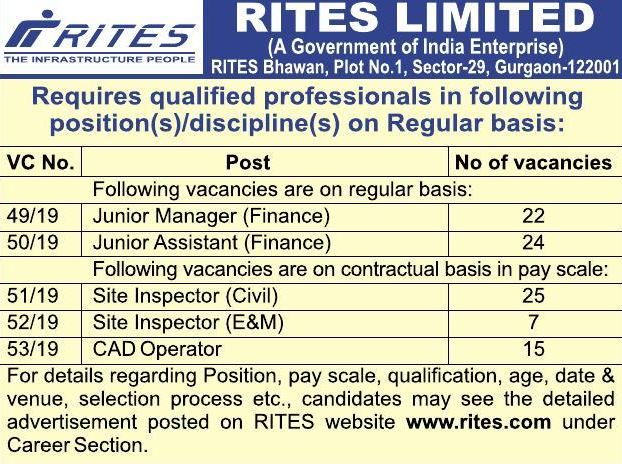 RITES
THE INFRASTRUCTURE PEOPLE
RITES LIMITED
(A Government of India Enterprise)
RITES Bhawan, Plot No.1, Sector-29, Gurgaon-122001
Requires qualified professionals in following
position(s)/discipline(s) on Regular basis:
VC No. Post No of vacancies
Following vacancies are on regular basis:
49/19 Junior Manager (Finance) 22
50/19 Junior Assistant (Finance) 24
Following vacancies are on contractual basis in pay scale:
51/19 Site Inspector (Civil) 25
52/19 Site Inspector (E&M) 7
53/19 CAD Operator 15
For details regarding Position, pay scale, qualification, age, date &
venue, selection process etc., candidates may see the detailed
advertisement posted on RITES website www.rites.com under
Career Section.